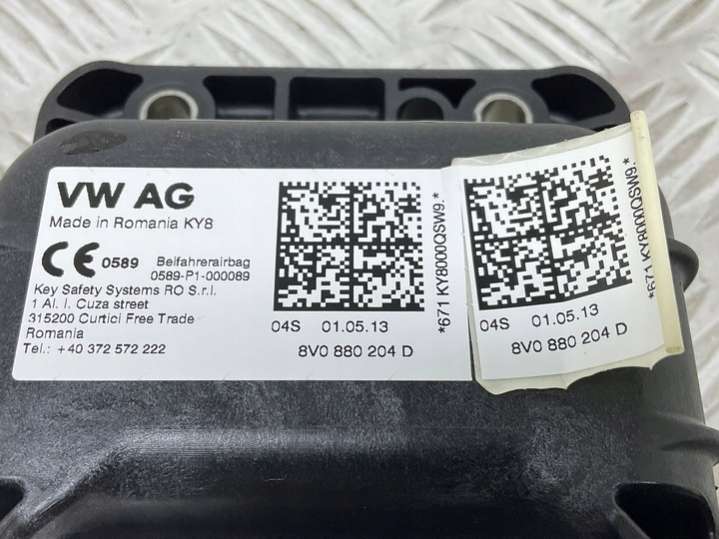 VW AG
Made in Romania KY8
CE 0589 Beifahrerairbag
0589-P1-000089
Key Safety Systems RO S.r.l.
1 Al. I. Cuza street
315200 Curtici Free Trade
Romania
Tel.: +40 372 572 222
04S 01.05.13
8V0 880 204 D
*671 KY8000QSW9.*
04S 01.05.13
8V0 880 204 D
*671 KY8000QSW9.*